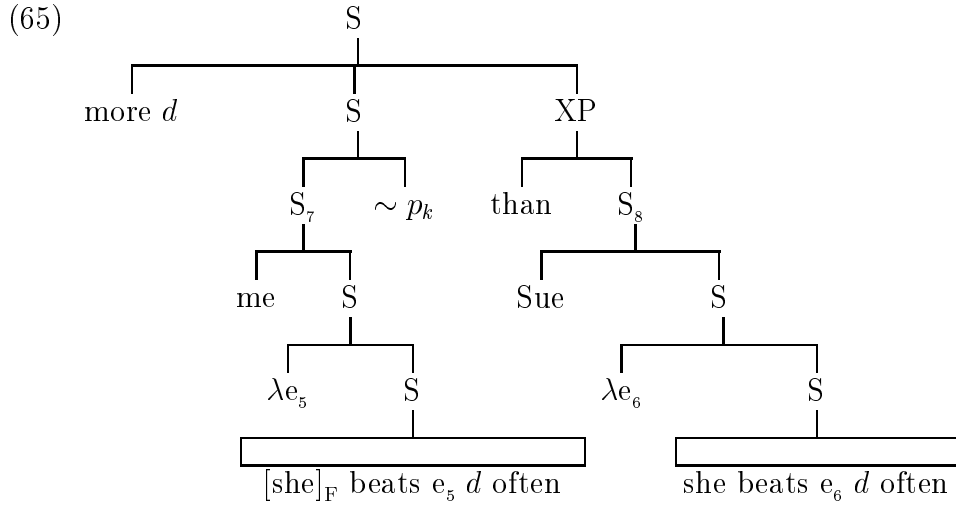 (65) S
more d S XP
S₇ ∼ pₖ than S₈
me S Sue S
λe₅ S λe₆ S
[she]F beats e₅ d often she beats e₆ d often